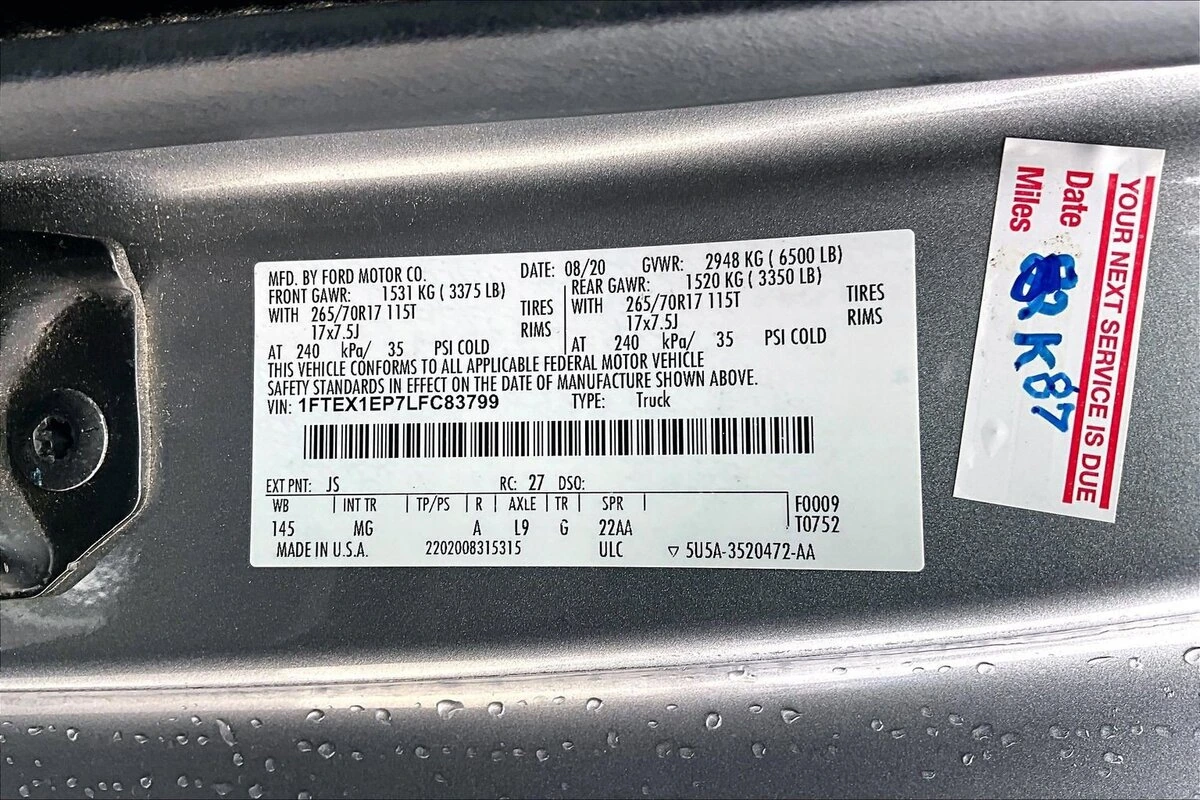 MFD. BY FORD MOTOR CO. DATE: 08/20 GVWR: 2948 KG ( 6500 LB)
FRONT GAWR: 1531 KG ( 3375 LB) REAR GAWR: 1520 KG ( 3350 LB)
WITH 265/70R17 115T TIRES WITH 265/70R17 115T TIRES
17x7.5J RIMS 17x7.5J RIMS
AT 240 kPa/ 35 PSI COLD AT 240 kPa/ 35 PSI COLD
THIS VEHICLE CONFORMS TO ALL APPLICABLE FEDERAL MOTOR VEHICLE
SAFETY STANDARDS IN EFFECT ON THE DATE OF MANUFACTURE SHOWN ABOVE.
VIN: 1FTEX1EP7LFC83799 TYPE: Truck
EXT PNT: JS RC: 27 DSO:
WB INT TR TP/PS R AXLE TR SPR F0009
145 MG A L9 G 22AA T0752
MADE IN U.S.A. 2202008315315 ULC ▽ 5U5A-3520472-AA
YOUR NEXT SERVICE IS DUE
Date
Miles K87